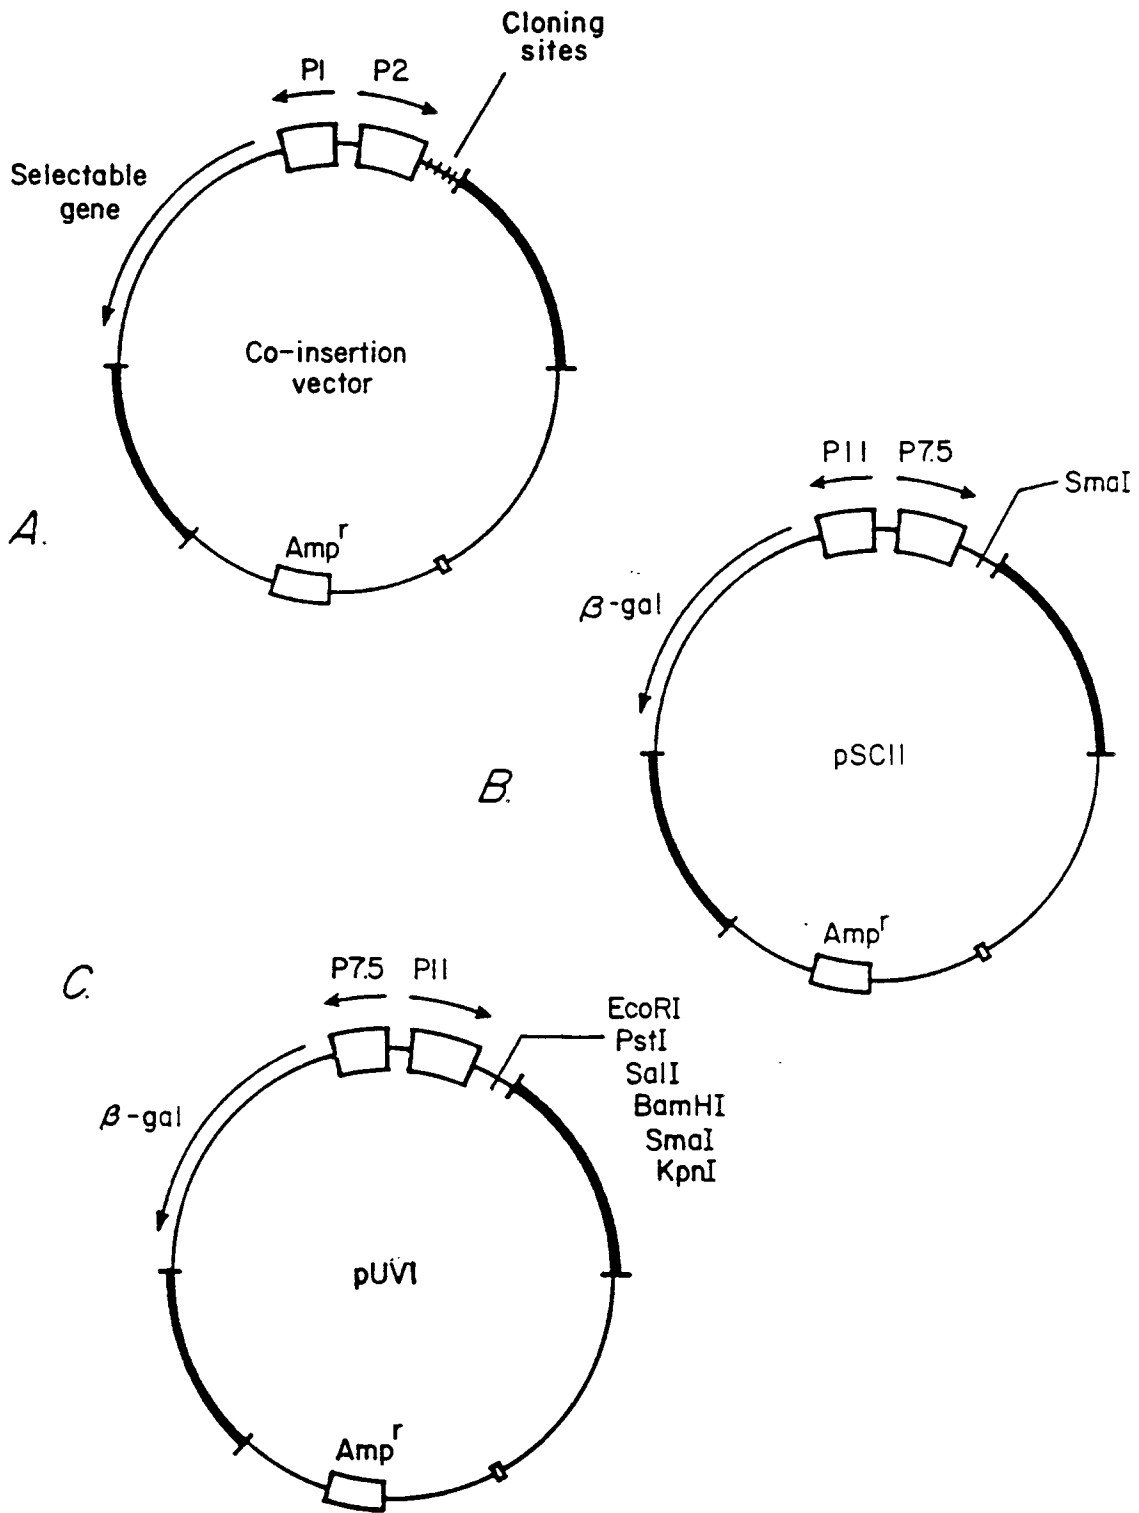 Cloning
sites
P1 P2
Selectable
gene
Co-insertion
vector
Amp^r
A.
P11 P7.5
SmaI
β-gal
pSC11
B.
Amp^r
C.
P7.5 P11
EcoRI
PstI
SalI
BamHI
SmaI
KpnI
β-gal
pUV1
Amp^r